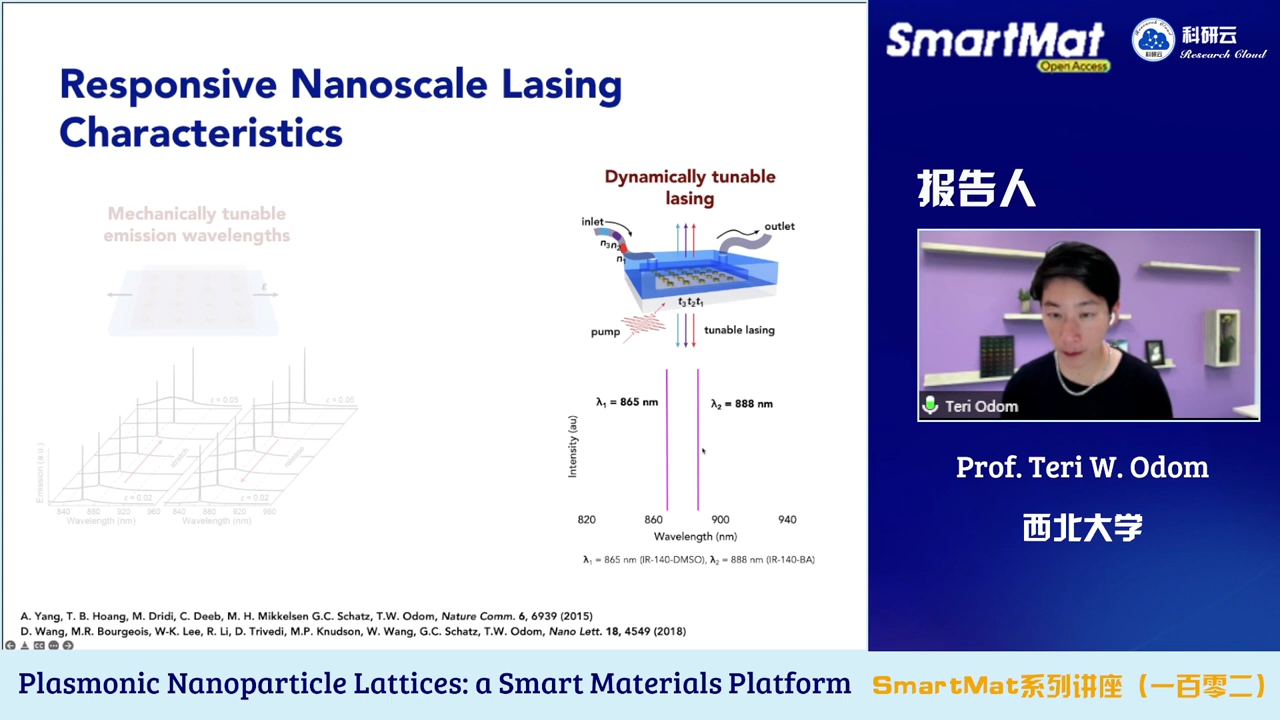 Responsive Nanoscale Lasing
Characteristics
Mechanically tunable
emission wavelengths
ε
Emission (a.u.)
ε = 0.05
ε = 0.05
stretch
release
ε = 0.02
ε = 0.02
840 880 920 960 840 880 920 980
Wavelength (nm) Wavelength (nm)
Dynamically tunable
lasing
inlet
outlet
n3n2
n1
t3t2t1
pump
tunable lasing
λ1 = 865 nm
λ2 = 888 nm
Intensity (au)
820 860 900 940
Wavelength (nm)
λ1 = 865 nm (IR-140-DMSO), λ2 = 888 nm (IR-140-BA)
A. Yang, T. B. Hoang, M. Dridi, C. Deeb, M. H. Mikkelsen G.C. Schatz, T.W. Odom, Nature Comm. 6, 6939 (2015)
D. Wang, M.R. Bourgeois, W-K. Lee, R. Li, D. Trivedi, M.P. Knudson, W. Wang, G.C. Schatz, T.W. Odom, Nano Lett. 18, 4549 (2018)
SmartMat
Open Access
科研云
Research Cloud
报告人
Teri Odom
Prof. Teri W. Odom
西北大学
Plasmonic Nanoparticle Lattices: a Smart Materials Platform
SmartMat系列讲座（一百零二）